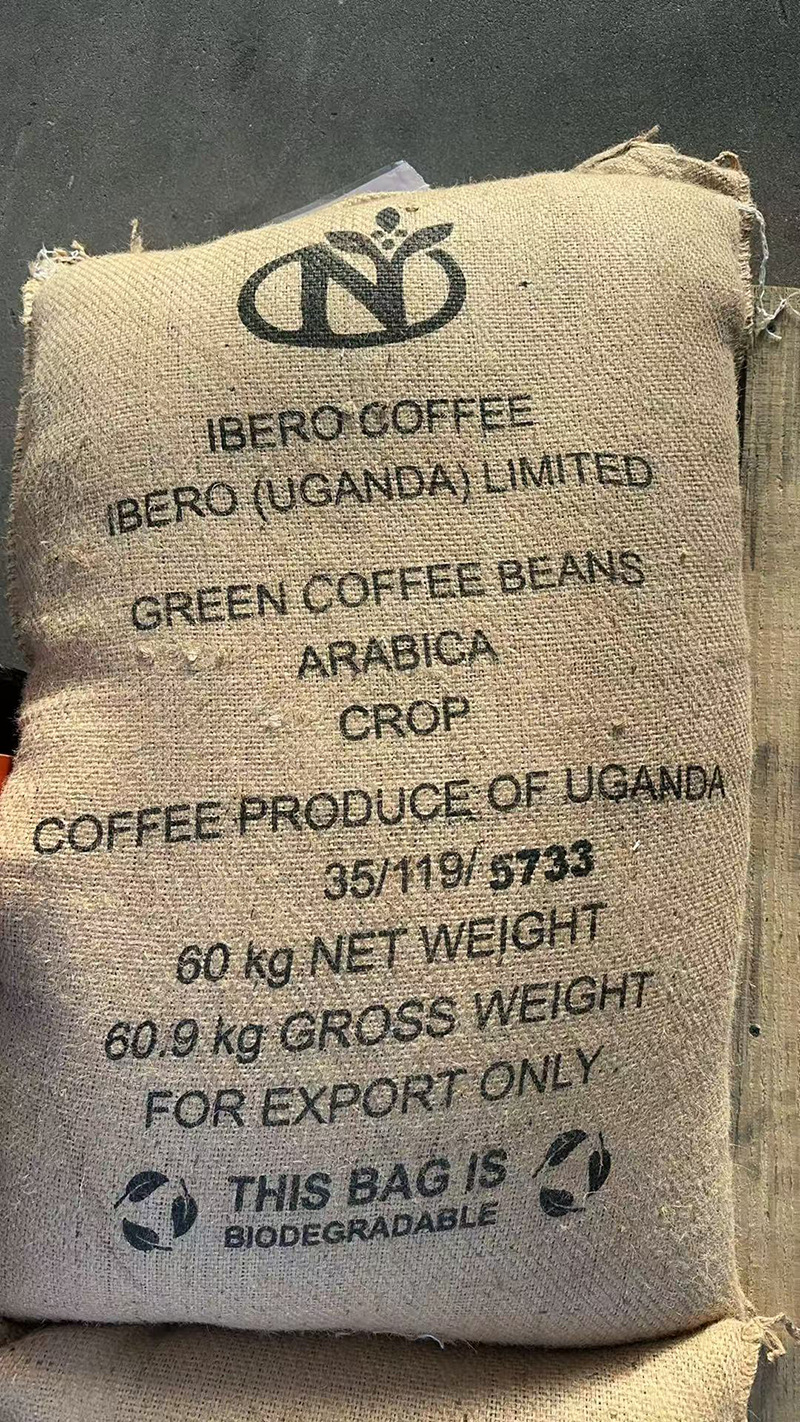 N
IBERO COFFEE
IBERO (UGANDA) LIMITED
GREEN COFFEE BEANS
ARABICA
CROP
COFFEE PRODUCE OF UGANDA
35/119/ 5733
60 kg NET WEIGHT
60.9 kg GROSS WEIGHT
FOR EXPORT ONLY
THIS BAG IS
BIODEGRADABLE